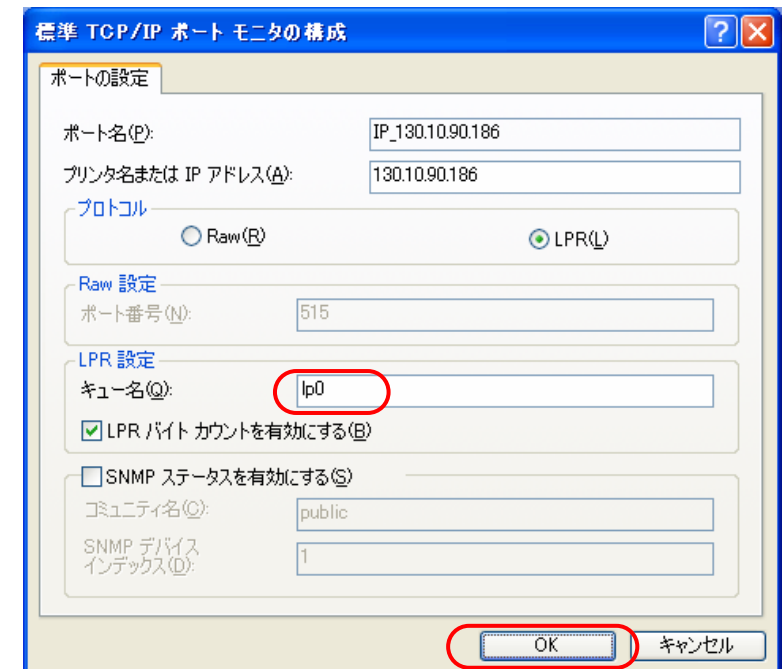 標準 TCP/IP ポート モニタの構成
ポートの設定
ポート名(P): IP_130.10.90.186
プリンタ名または IP アドレス(A): 130.10.90.186
プロトコル
Raw(R) LPR(L)
Raw 設定
ポート番号(N): 515
LPR 設定
キュー名(Q): lp0
LPR バイト カウントを有効にする(B)
SNMP ステータスを有効にする(S)
コミュニティ名(C): public
SNMP デバイス
インデックス(D): 1
OK キャンセル